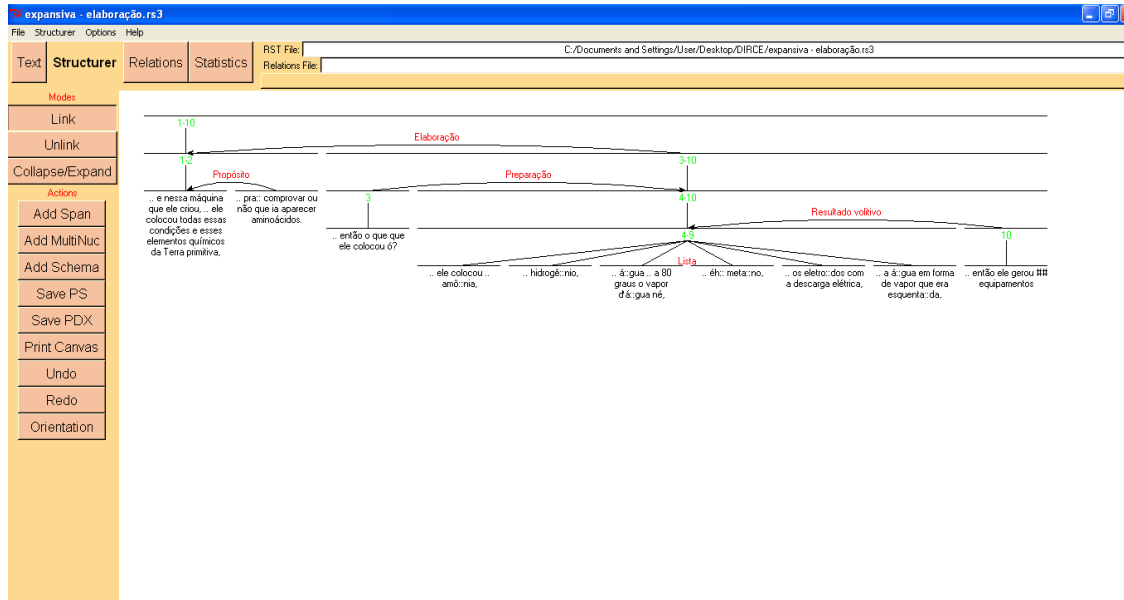 expansiva - elaboração.rs3
File Structurer Options Help
Text Structurer Relations Statistics
RST File: C:/Documents and Settings/User/Desktop/DIRCE/expansiva - elaboração.rs3
Relations File:
Modes
Link
Unlink
Collapse/Expand
Actions
Add Span
Add MultiNuc
Add Schema
Save PS
Save PDX
Print Canvas
Undo
Redo
Orientation
1-10
Elaboração
1-2
3-10
Propósito
Preparação
.. e nessa máquina
que ele criou, .. ele
colocou todas essas
condições e esses
elementos químicos
da Terra primitiva,
.. pra:: comprovar ou
não que ia aparecer
aminoácidos.
3
.. então o que que
ele colocou ó?
4-10
Resultado volitivo
4-9
Lista
.. ele colocou ..
amô::nia,
.. hidrogê::nio,
.. á::gua .. a 80
graus o vapor
d'á::gua né,
.. éh:: meta::no,
.. os eletro::dos com
a descarga elétrica,
.. a á::gua em forma
de vapor que era
esquenta::da,
10
.. então ele gerou ##
equipamentos